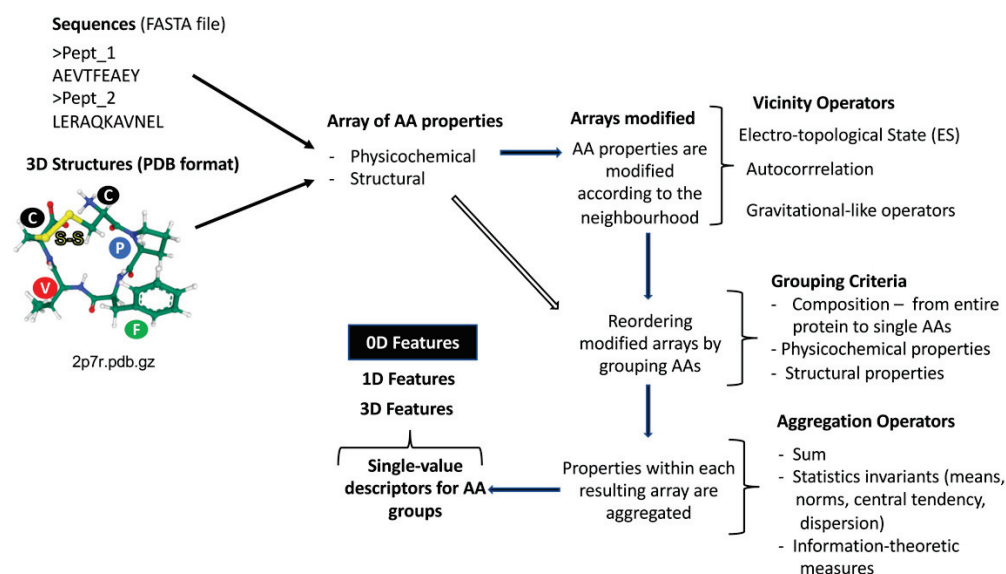 Sequences (FASTA file)
>Pept_1
AEVTFEAEY
>Pept_2
LERAQKAVNEL
3D Structures (PDB format)
C
C
S-S
P
V
F
2p7r.pdb.gz
Array of AA properties
- Physicochemical
- Structural
Arrays modified
AA properties are
modified
according to the
neighbourhood
Vicinity Operators
Electro-topological State (ES)
Autocorrrelation
Gravitational-like operators
Reordering
modified arrays by
grouping AAs
Grouping Criteria
- Composition – from entire
protein to single AAs
- Physicochemical properties
- Structural properties
0D Features
1D Features
3D Features
Single-value
descriptors for AA
groups
Properties within each
resulting array are
aggregated
Aggregation Operators
- Sum
- Statistics invariants (means,
norms, central tendency,
dispersion)
- Information-theoretic
measures